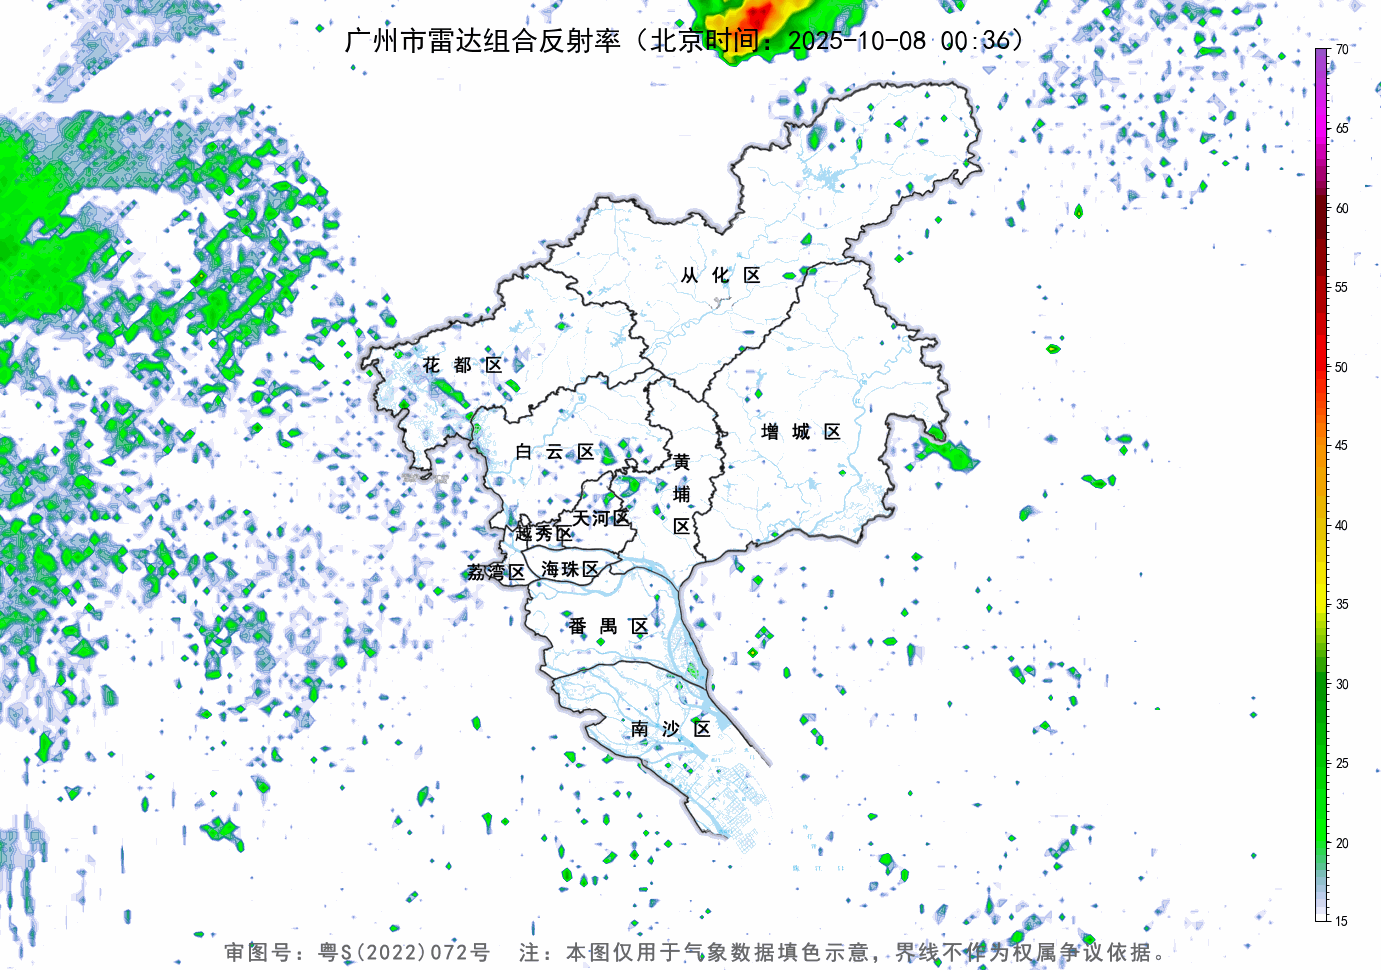 广州市雷达组合反射率（北京时间：2025-10-08 00:36）
70
65
60
55
50
45
40
35
30
25
20
15
从化区
花都区
增城区
白云区
黄埔区
天河区
越秀区
荔湾区
海珠区
番禺区
南沙区
审图号：粤S(2022)072号 注：本图仅用于气象数据填色示意，界线不作为权属争议依据。